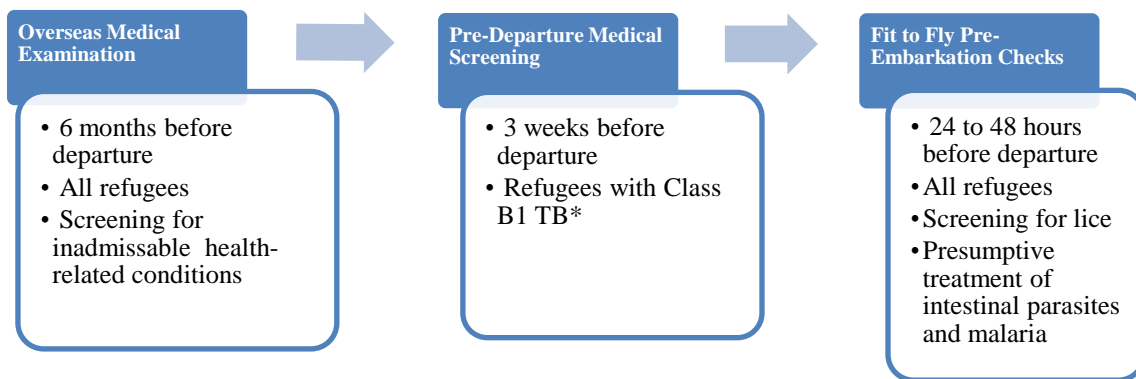 Overseas Medical
Examination
• 6 months before
departure
• All refugees
• Screening for
inadmissable health-
related conditions
Pre-Departure Medical
Screening
• 3 weeks before
departure
• Refugees with Class
B1 TB*
Fit to Fly Pre-
Embarkation Checks
• 24 to 48 hours
before departure
• All refugees
• Screening for lice
• Presumptive
treatment of
intestinal parasites
and malaria